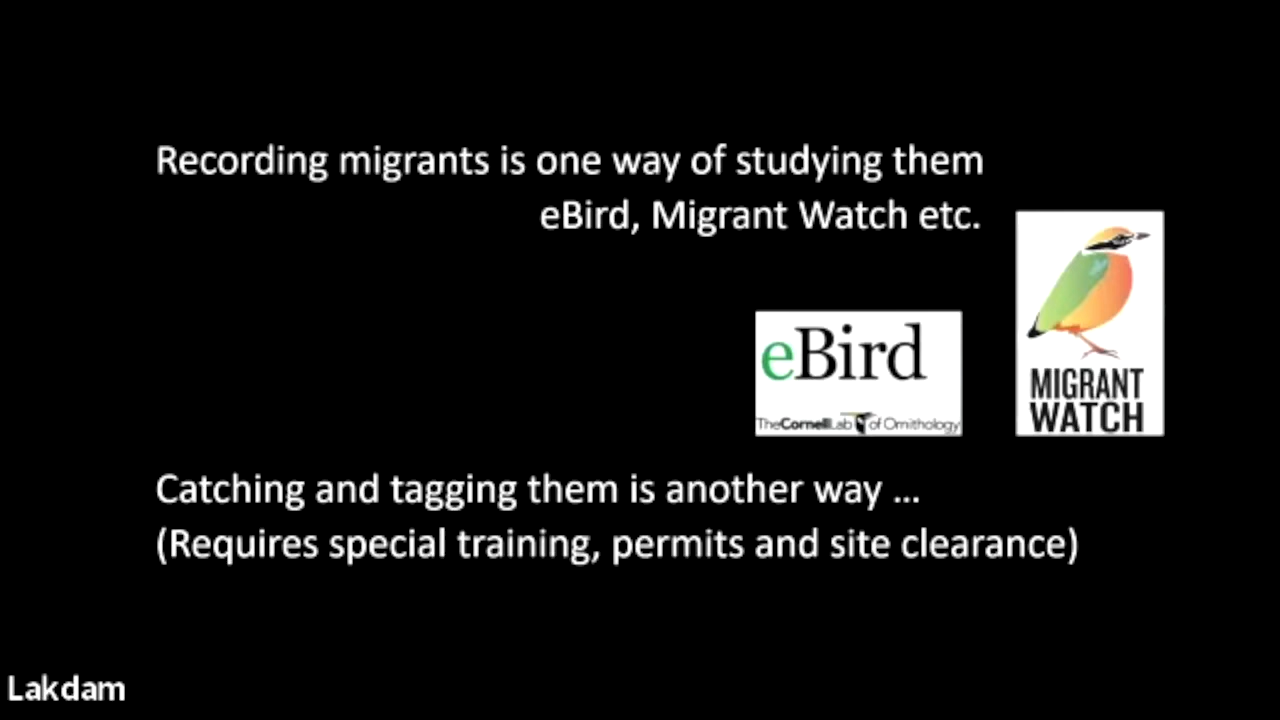 Recording migrants is one way of studying them
eBird, Migrant Watch etc.
eBird
TheCornellLab of Ornithology
MIGRANT
WATCH
Catching and tagging them is another way ...
(Requires special training, permits and site clearance)
Lakdam